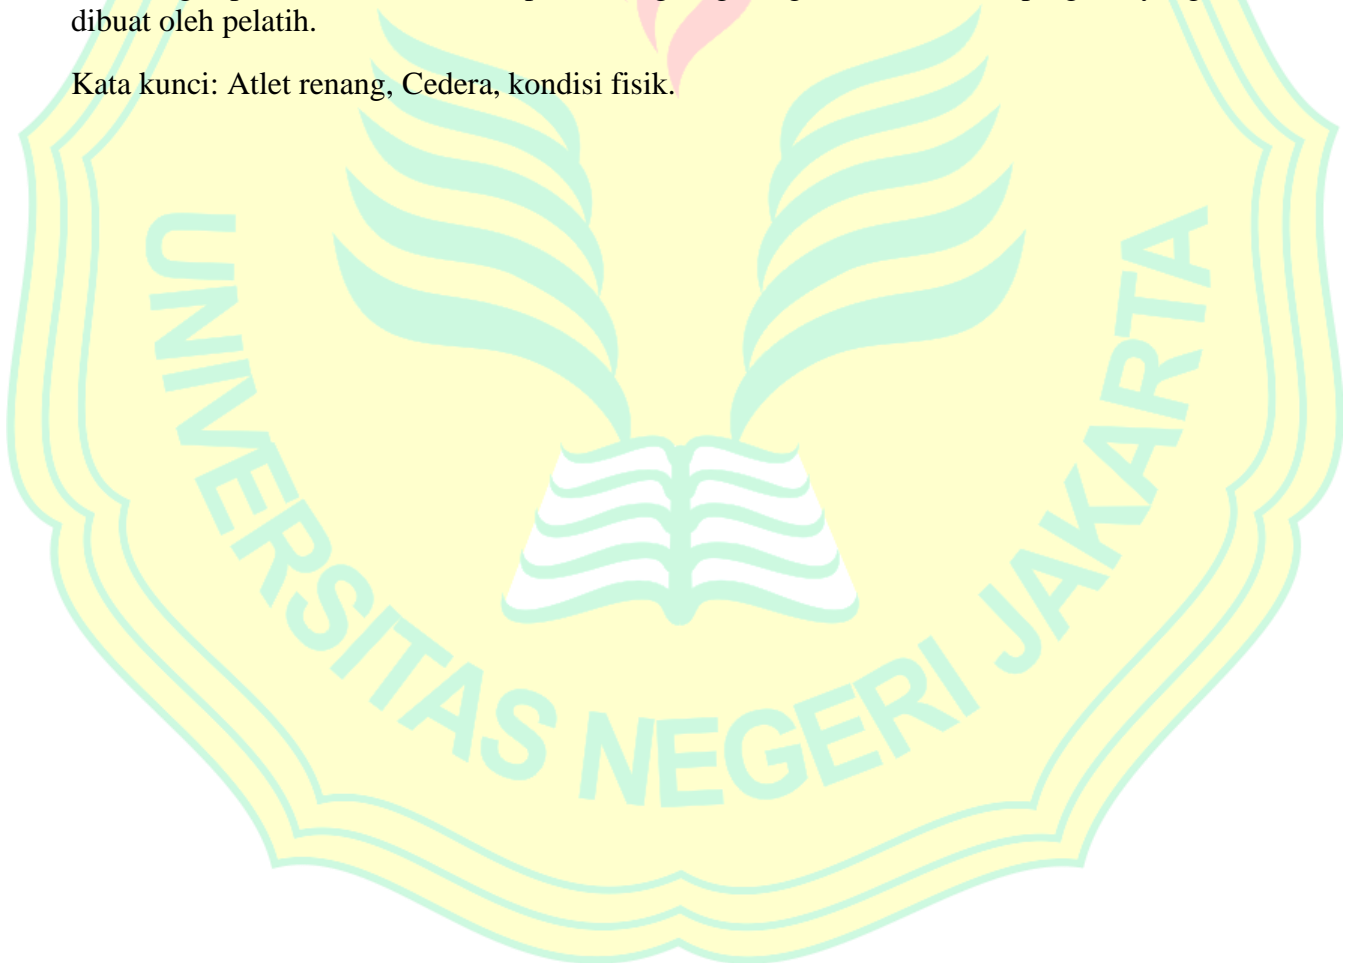 dibuat oleh pelatih.
Kata kunci: Atlet renang, Cedera, kondisi fisik.
UNIVERSITAS NEGERI JAKARTA